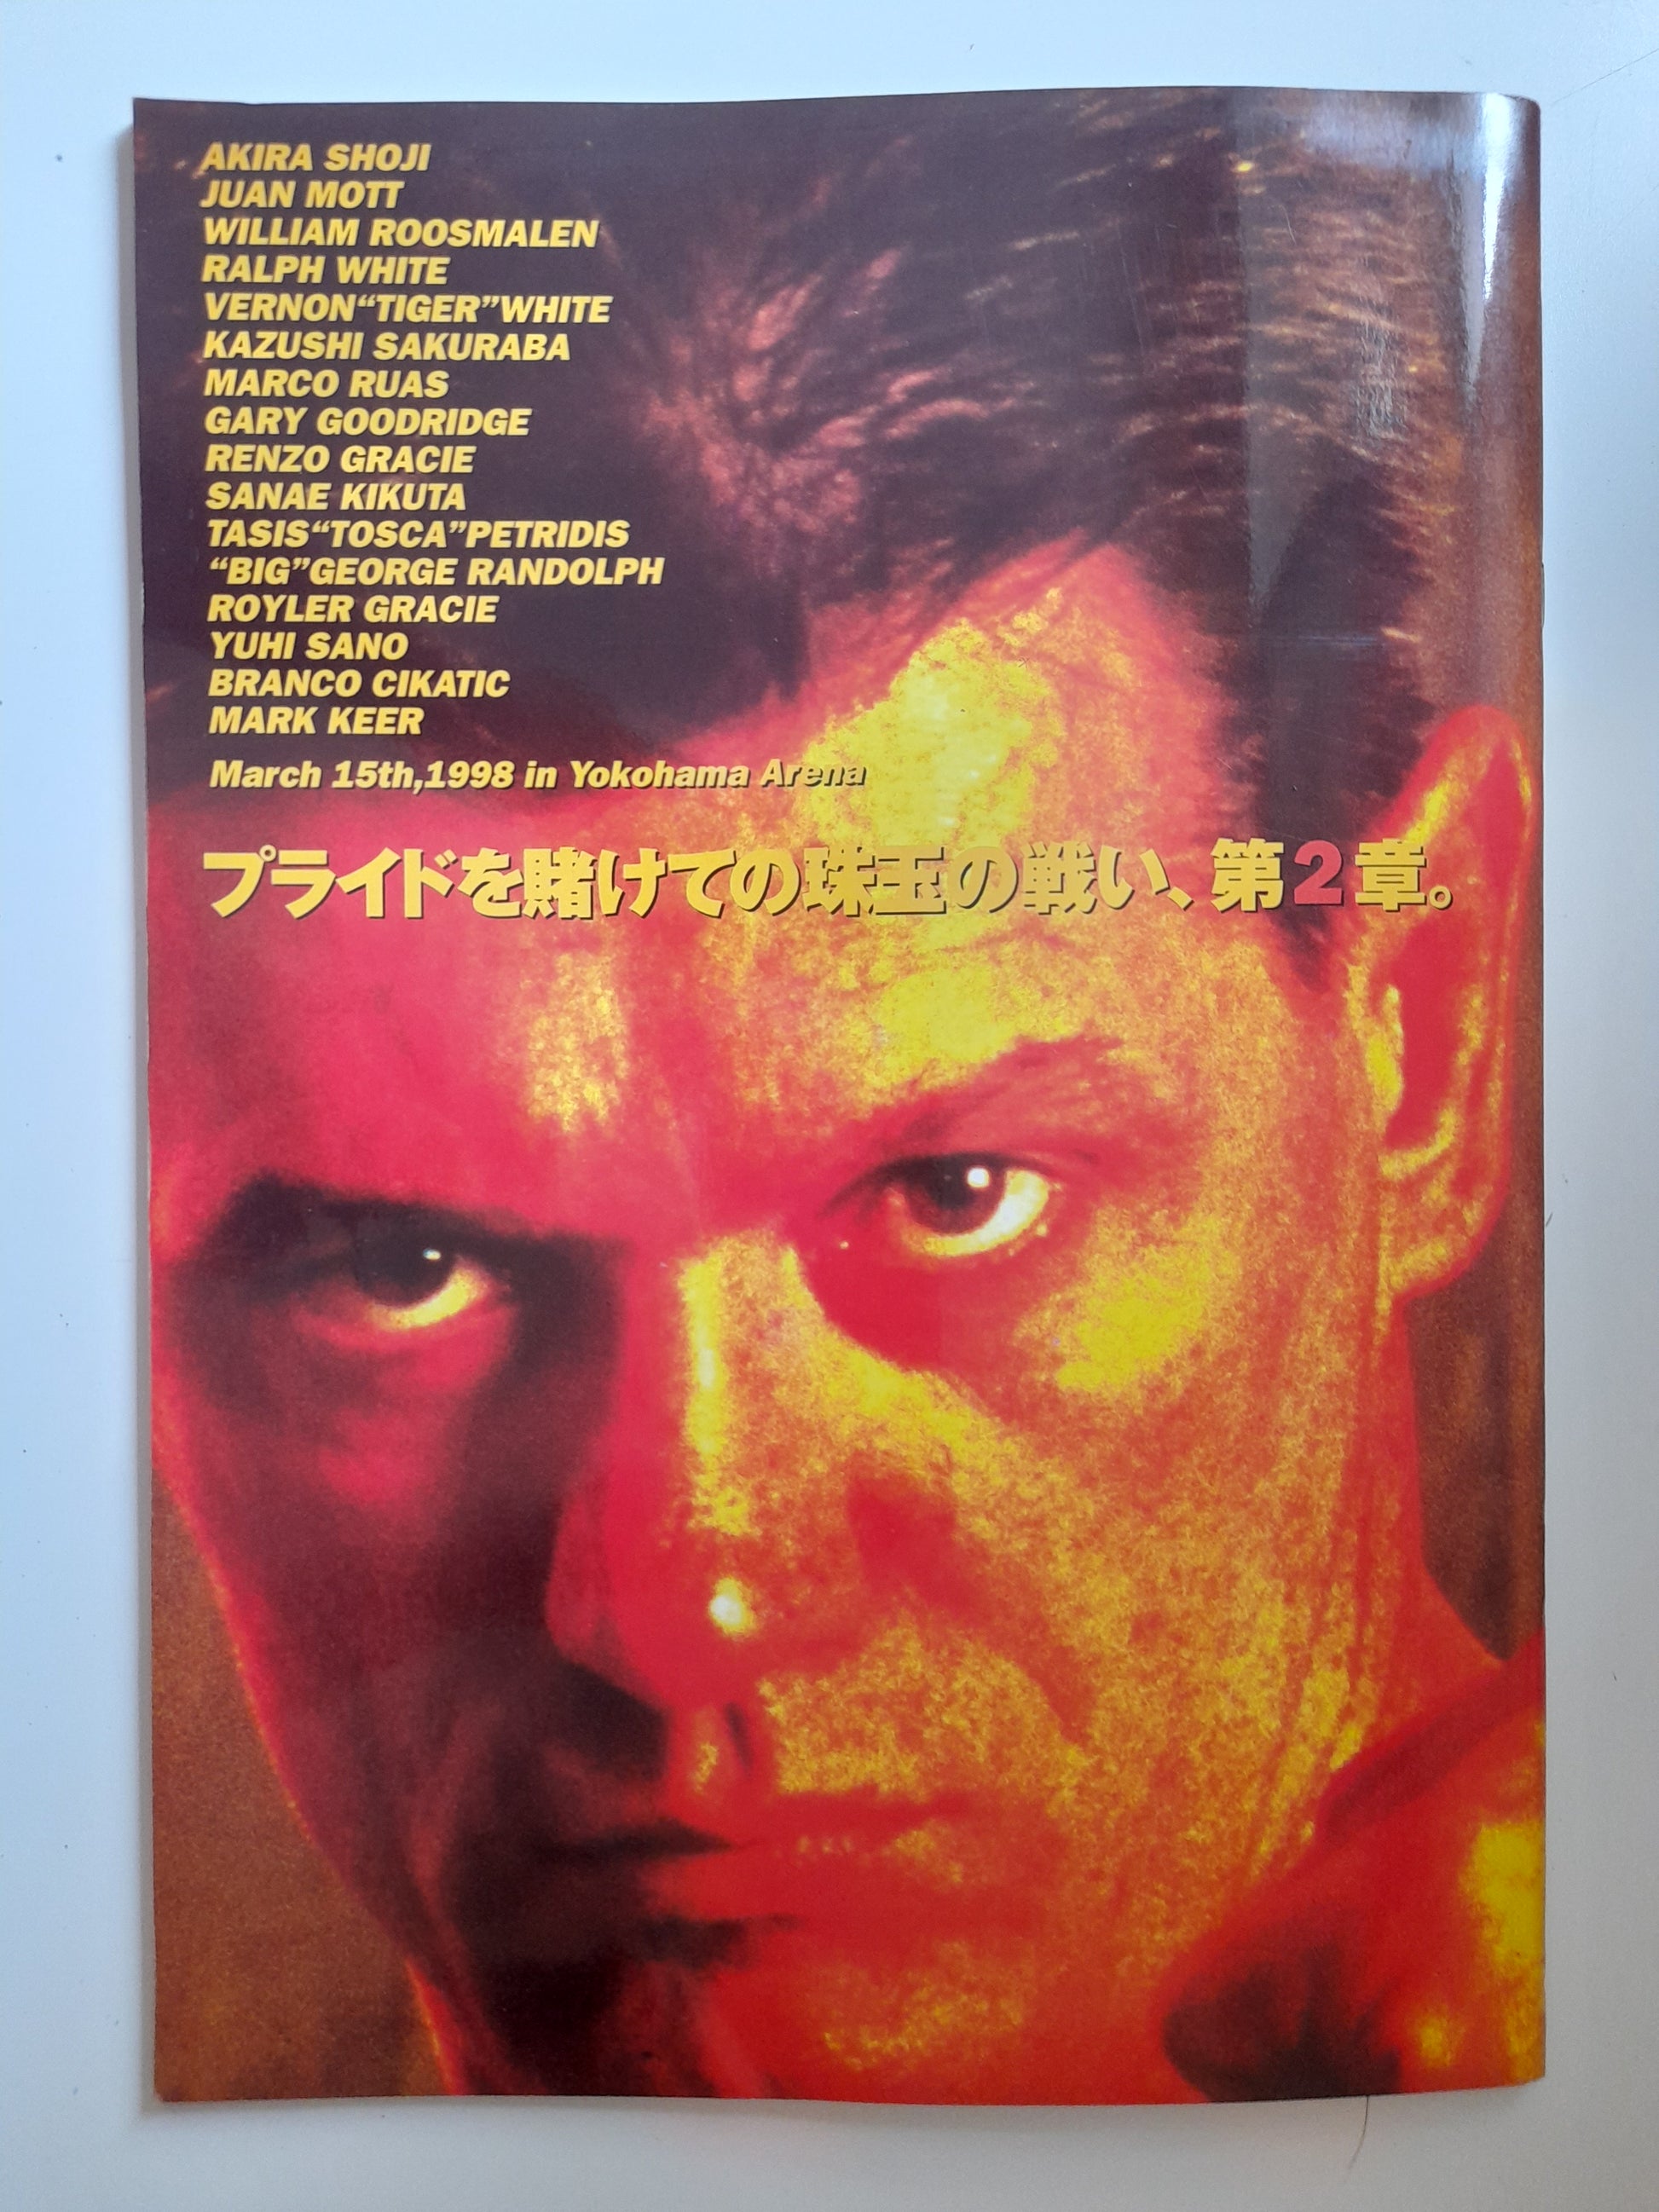 AKIRA SHOJI
JUAN MOTT
WILLIAM ROOSMALEN
RALPH WHITE
VERNON“TIGER”WHITE
KAZUSHI SAKURABA
MARCO RUAS
GARY GOODRIDGE
RENZO GRACIE
SANAE KIKUTA
TASIS“TOSCA”PETRIDIS
“BIG”GEORGE RANDOLPH
ROYLER GRACIE
YUHI SANO
BRANCO CIKATIC
MARK KEER
March 15th,1998 in Yokohama Arena
プライドを賭けての珠玉の戦い、第2章。